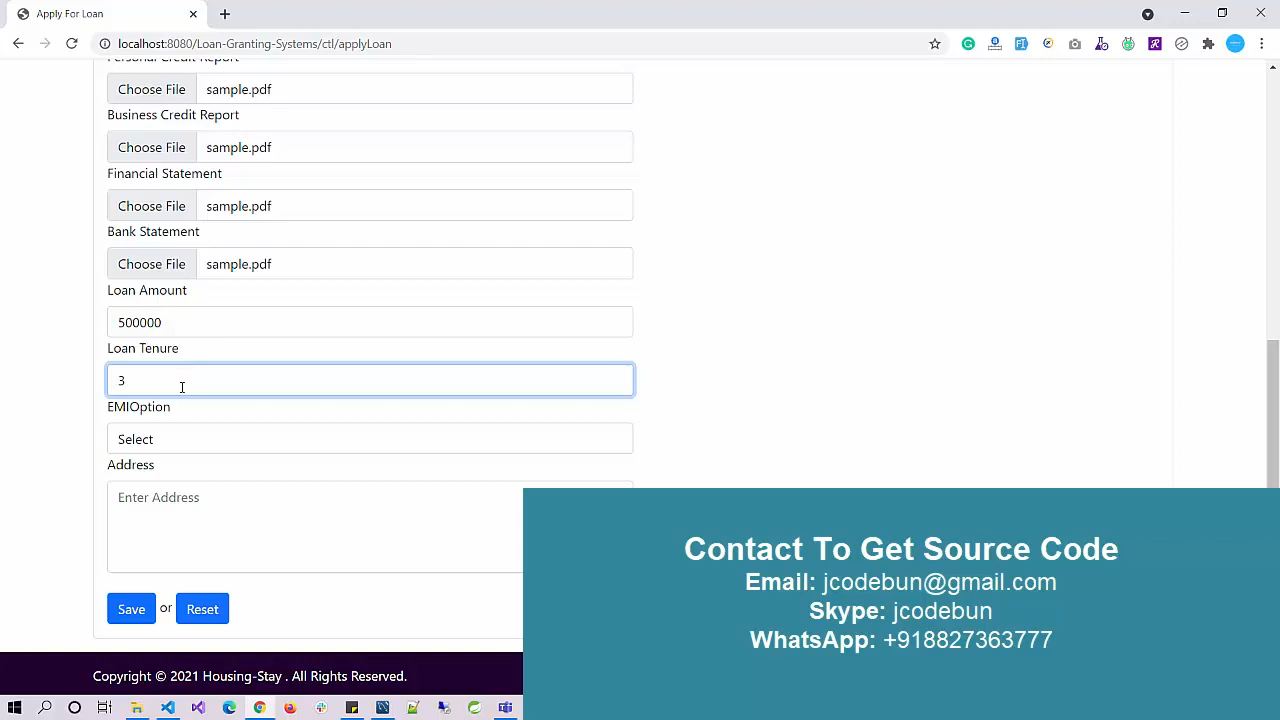 Apply For Loan
localhost:8080/Loan-Granting-Systems/ctl/applyLoan
Personal Credit Report
Choose File sample.pdf
Business Credit Report
Choose File sample.pdf
Financial Statement
Choose File sample.pdf
Bank Statement
Choose File sample.pdf
Loan Amount
500000
Loan Tenure
3
EMIOption
Select
Address
Enter Address
Save or Reset
Copyright © 2021 Housing-Stay . All Rights Reserved.
Contact To Get Source Code
Email: jcodebun@gmail.com
Skype: jcodebun
WhatsApp: +918827363777